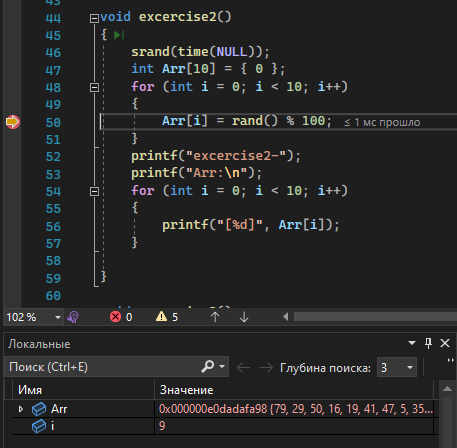 44 void excercise2()
45 {
46 srand(time(NULL));
47 int Arr[10] = { 0 };
48 for (int i = 0; i < 10; i++)
49 {
50 Arr[i] = rand() % 100; ≤ 1 мс прошло
51 }
52 printf("excercise2-");
53 printf("Arr:\n");
54 for (int i = 0; i < 10; i++)
55 {
56 printf("[%d]", Arr[i]);
57 }
58
59 }
60
102 % 0 5
Локальные
Поиск (Ctrl+E) Глубина поиска: 3
Имя Значение
Arr 0x000000e0dadafa98 {79, 29, 50, 16, 19, 41, 47, 5, 35...
i 9